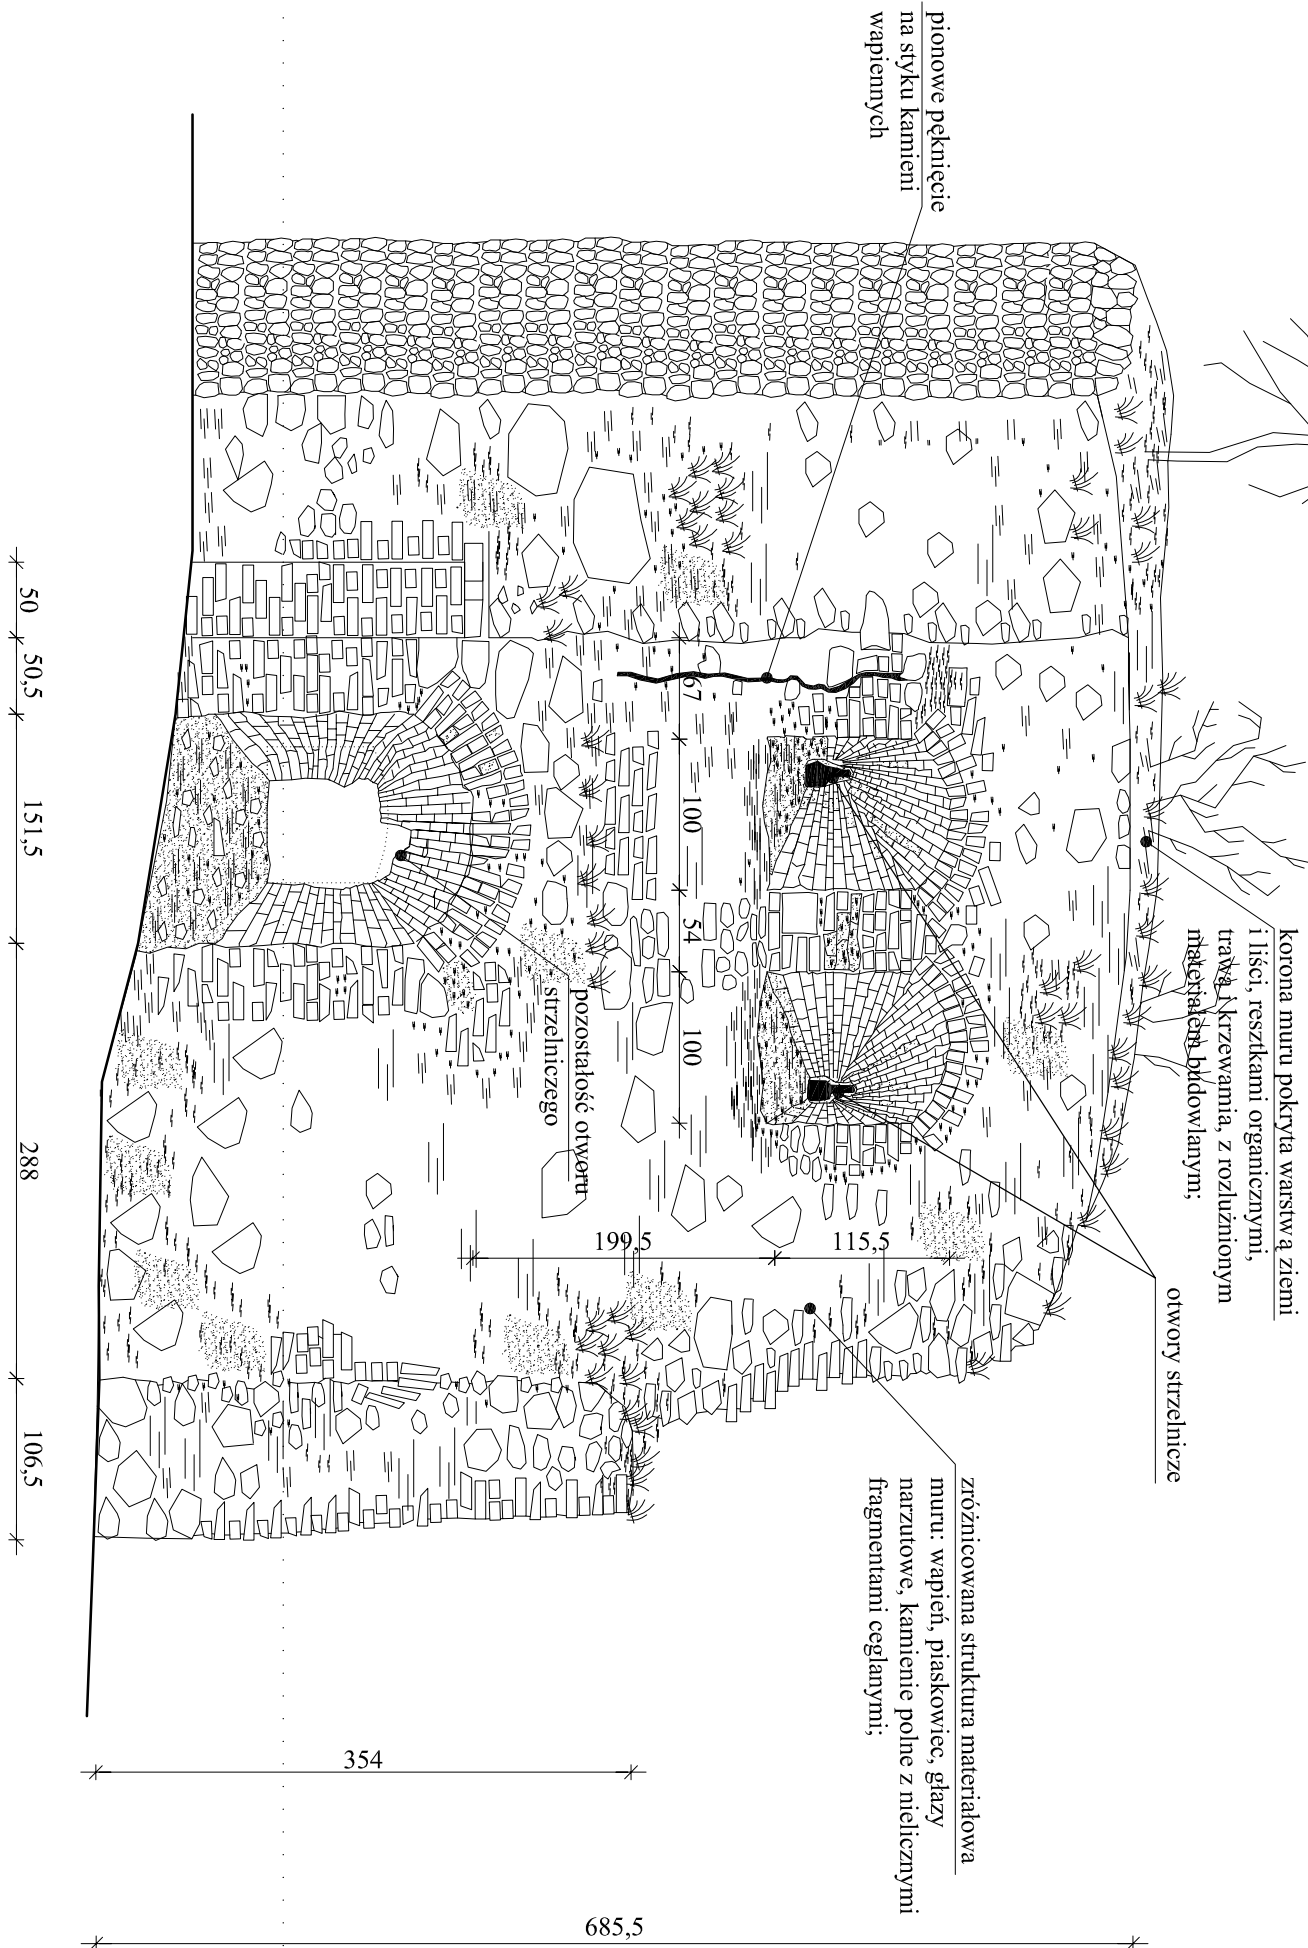 pionowe pęknięcie
na styku kamieni
wapiennych
korona muru pokryta warstwą ziemi
i liści, resztkami organicznymi,
trawą i krzewamia, z rozluźnionym
materiałem budowlanym;
otwory strzelnicze
zróżnicowana struktura materiałowa
muru: wapień, piaskowiec, głazy
narzutowe, kamienie polne z nielicznymi
fragmentami ceglanymi;
pozostałość otworu
strzelniczego
67
100
54
100
199,5
115,5
50
50,5
151,5
288
106,5
354
685,5